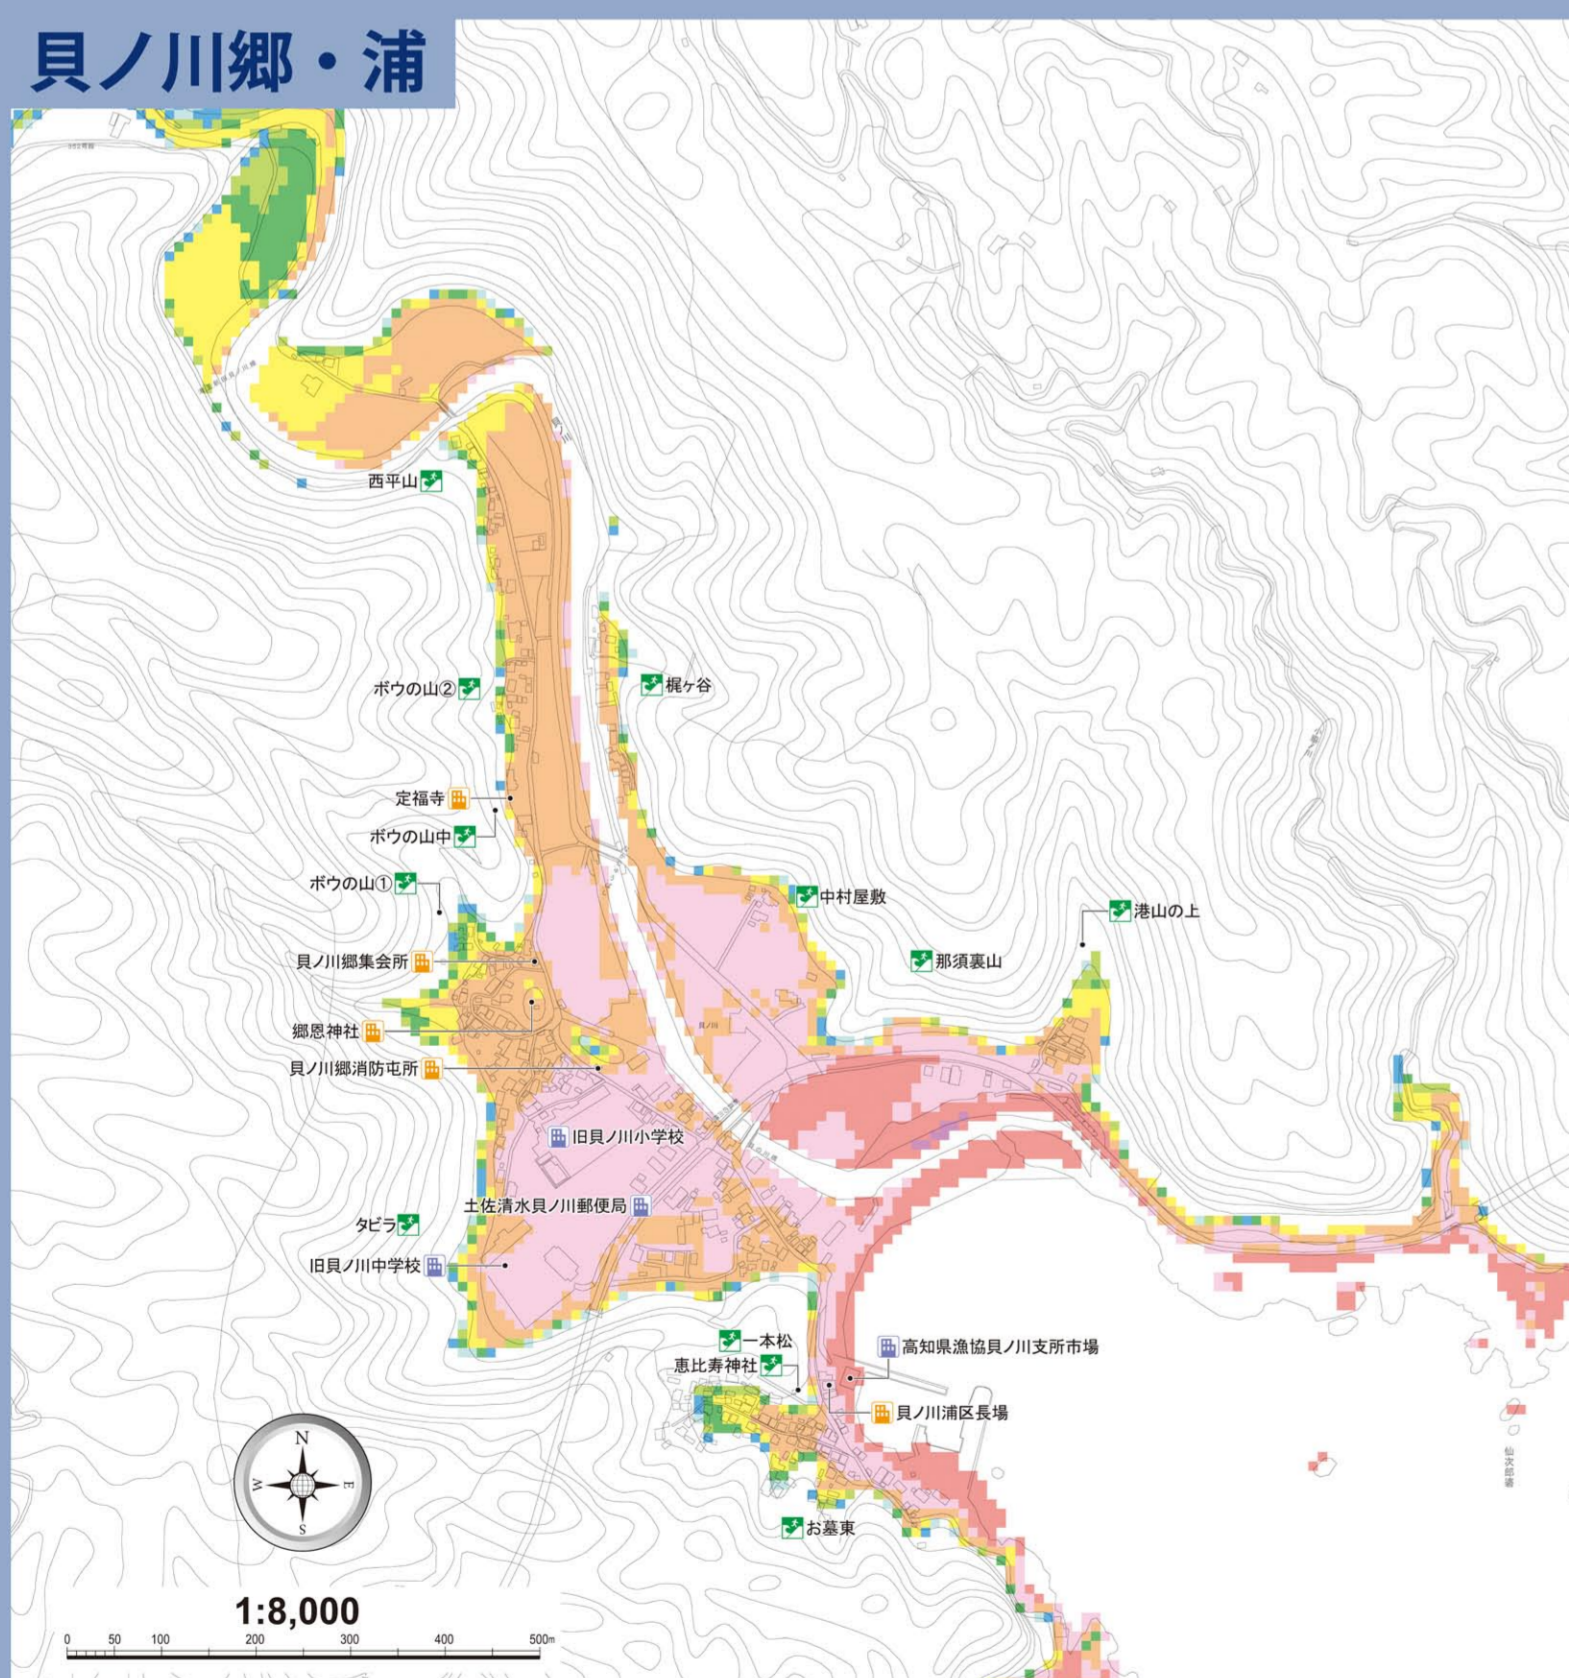 貝ノ川郷・浦
貝ノ川
西平山
ボウの山②
梶ヶ谷
定福寺
ボウの山中
ボウの山①
中村屋敷
港山の上
貝ノ川郷集会所
那須裏山
郷恩神社
貝ノ川
貝ノ川郷消防屯所
旧貝ノ川小学校
土佐清水貝ノ川郵便局
タビラ
旧貝ノ川中学校
一本松
高知県漁協貝ノ川支所市場
恵比寿神社
貝ノ川浦区長場
お墓東
N
W
E
S
1:8,000
0 50 100 200 300 400 500m